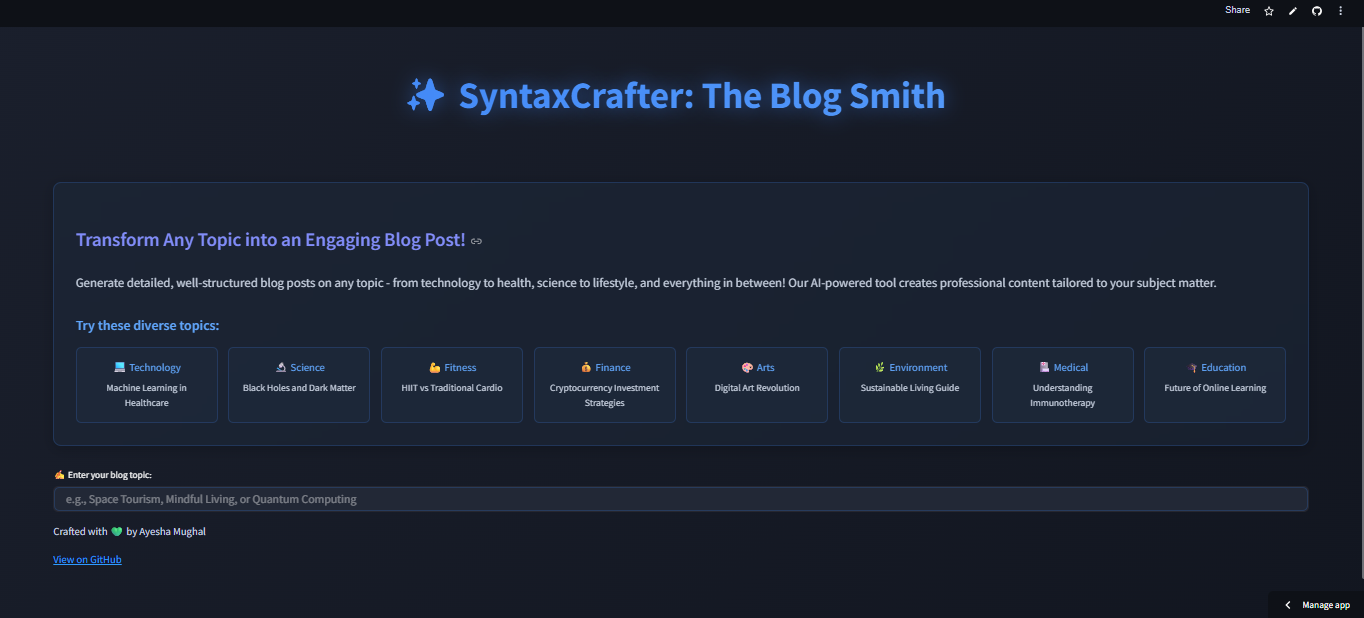 Share
SyntaxCrafter: The Blog Smith
Transform Any Topic into an Engaging Blog Post!
Generate detailed, well-structured blog posts on any topic - from technology to health, science to lifestyle, and everything in between! Our AI-powered tool creates professional content tailored to your subject matter.
Try these diverse topics:
Technology
Machine Learning in
Healthcare
Science
Black Holes and Dark Matter
Fitness
HIIT vs Traditional Cardio
Finance
Cryptocurrency Investment
Strategies
Arts
Digital Art Revolution
Environment
Sustainable Living Guide
Medical
Understanding
Immunotherapy
Education
Future of Online Learning
Enter your blog topic:
e.g., Space Tourism, Mindful Living, or Quantum Computing
Crafted with 💚 by Ayesha Mughal
View on GitHub
Manage app